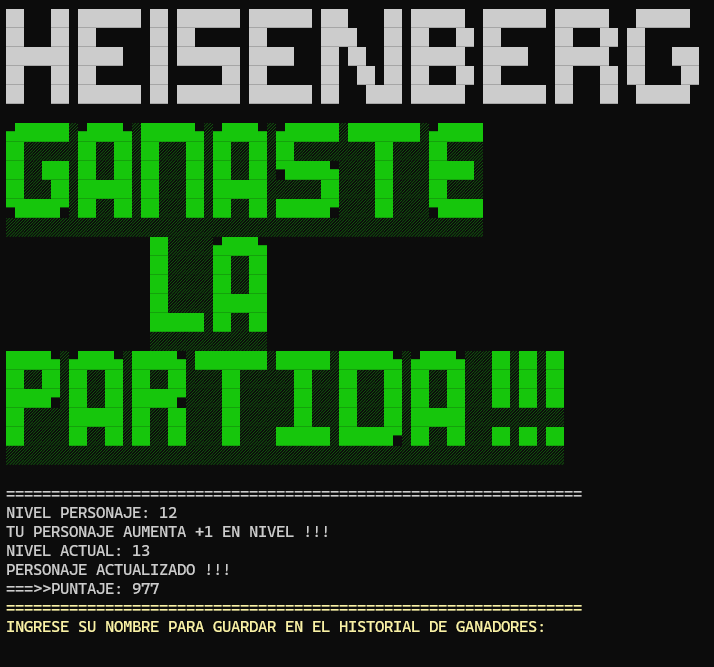 HEISENBERG
GANASTE
LA
PARTIDA!!!
================================================================
NIVEL PERSONAJE: 12
TU PERSONAJE AUMENTA +1 EN NIVEL !!!
NIVEL ACTUAL: 13
PERSONAJE ACTUALIZADO !!!
===>>PUNTAJE: 977
================================================================
INGRESE SU NOMBRE PARA GUARDAR EN EL HISTORIAL DE GANADORES: